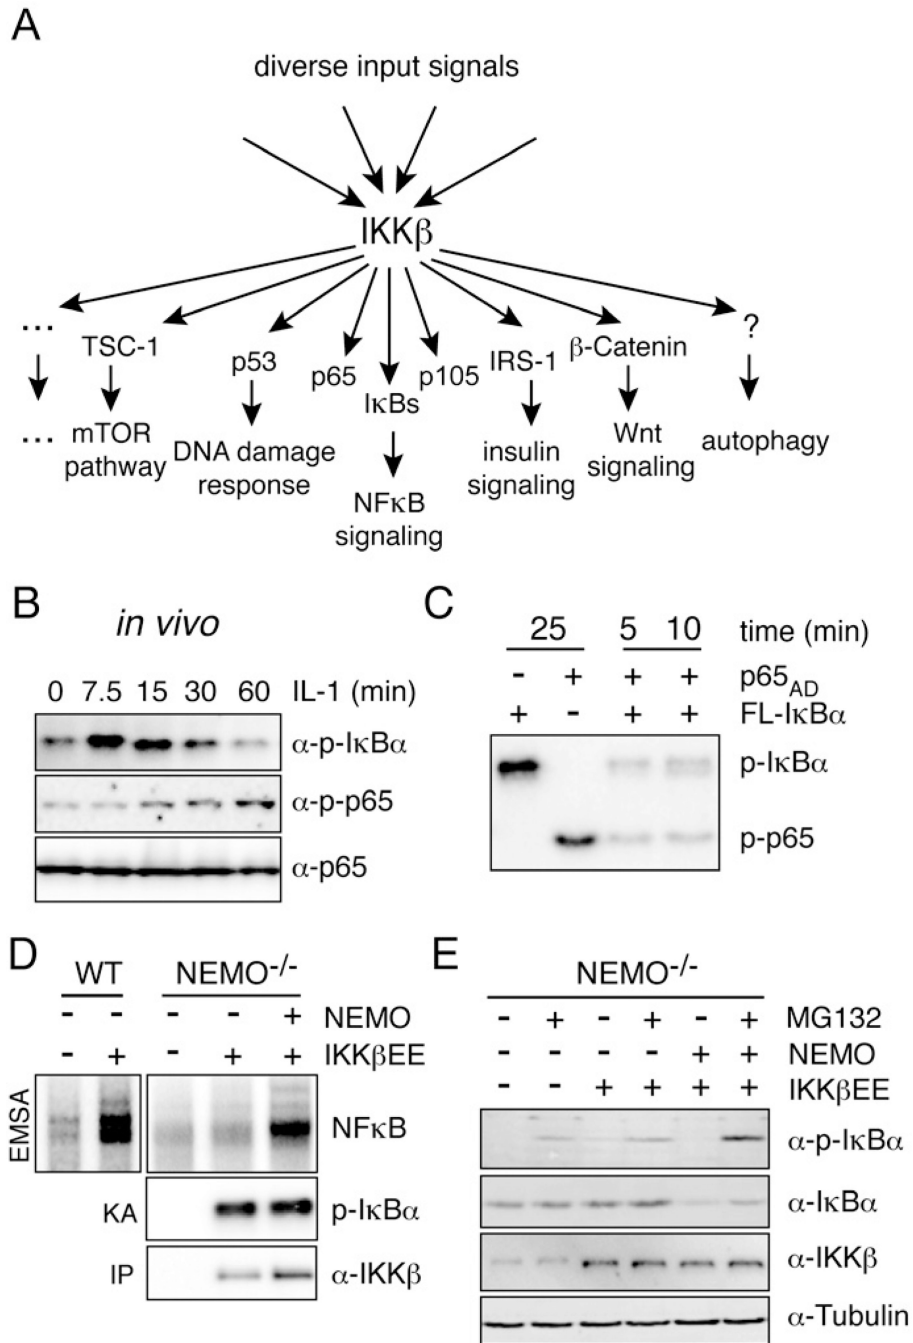 A
diverse input signals
IKKβ
... TSC-1 p53 p65 IκBs p105 IRS-1 β-Catenin ?
... mTOR pathway
DNA damage response
NFκB signaling
insulin signaling
Wnt signaling
autophagy
B
in vivo
0 7.5 15 30 60 IL-1 (min)
α-p-IκBα
α-p-p65
α-p65
C
25 5 10 time (min)
- + + + p65AD
+ - + + FL-IκBα
p-IκBα
p-p65
D
WT NEMO-/-
- - - - + NEMO
- + - + + IKKβEE
EMSA NFκB
KA p-IκBα
IP α-IKKβ
E
NEMO-/-
- + - + - + MG132
- - - - + + NEMO
- - + + + + IKKβEE
α-p-IκBα
α-IκBα
α-IKKβ
α-Tubulin